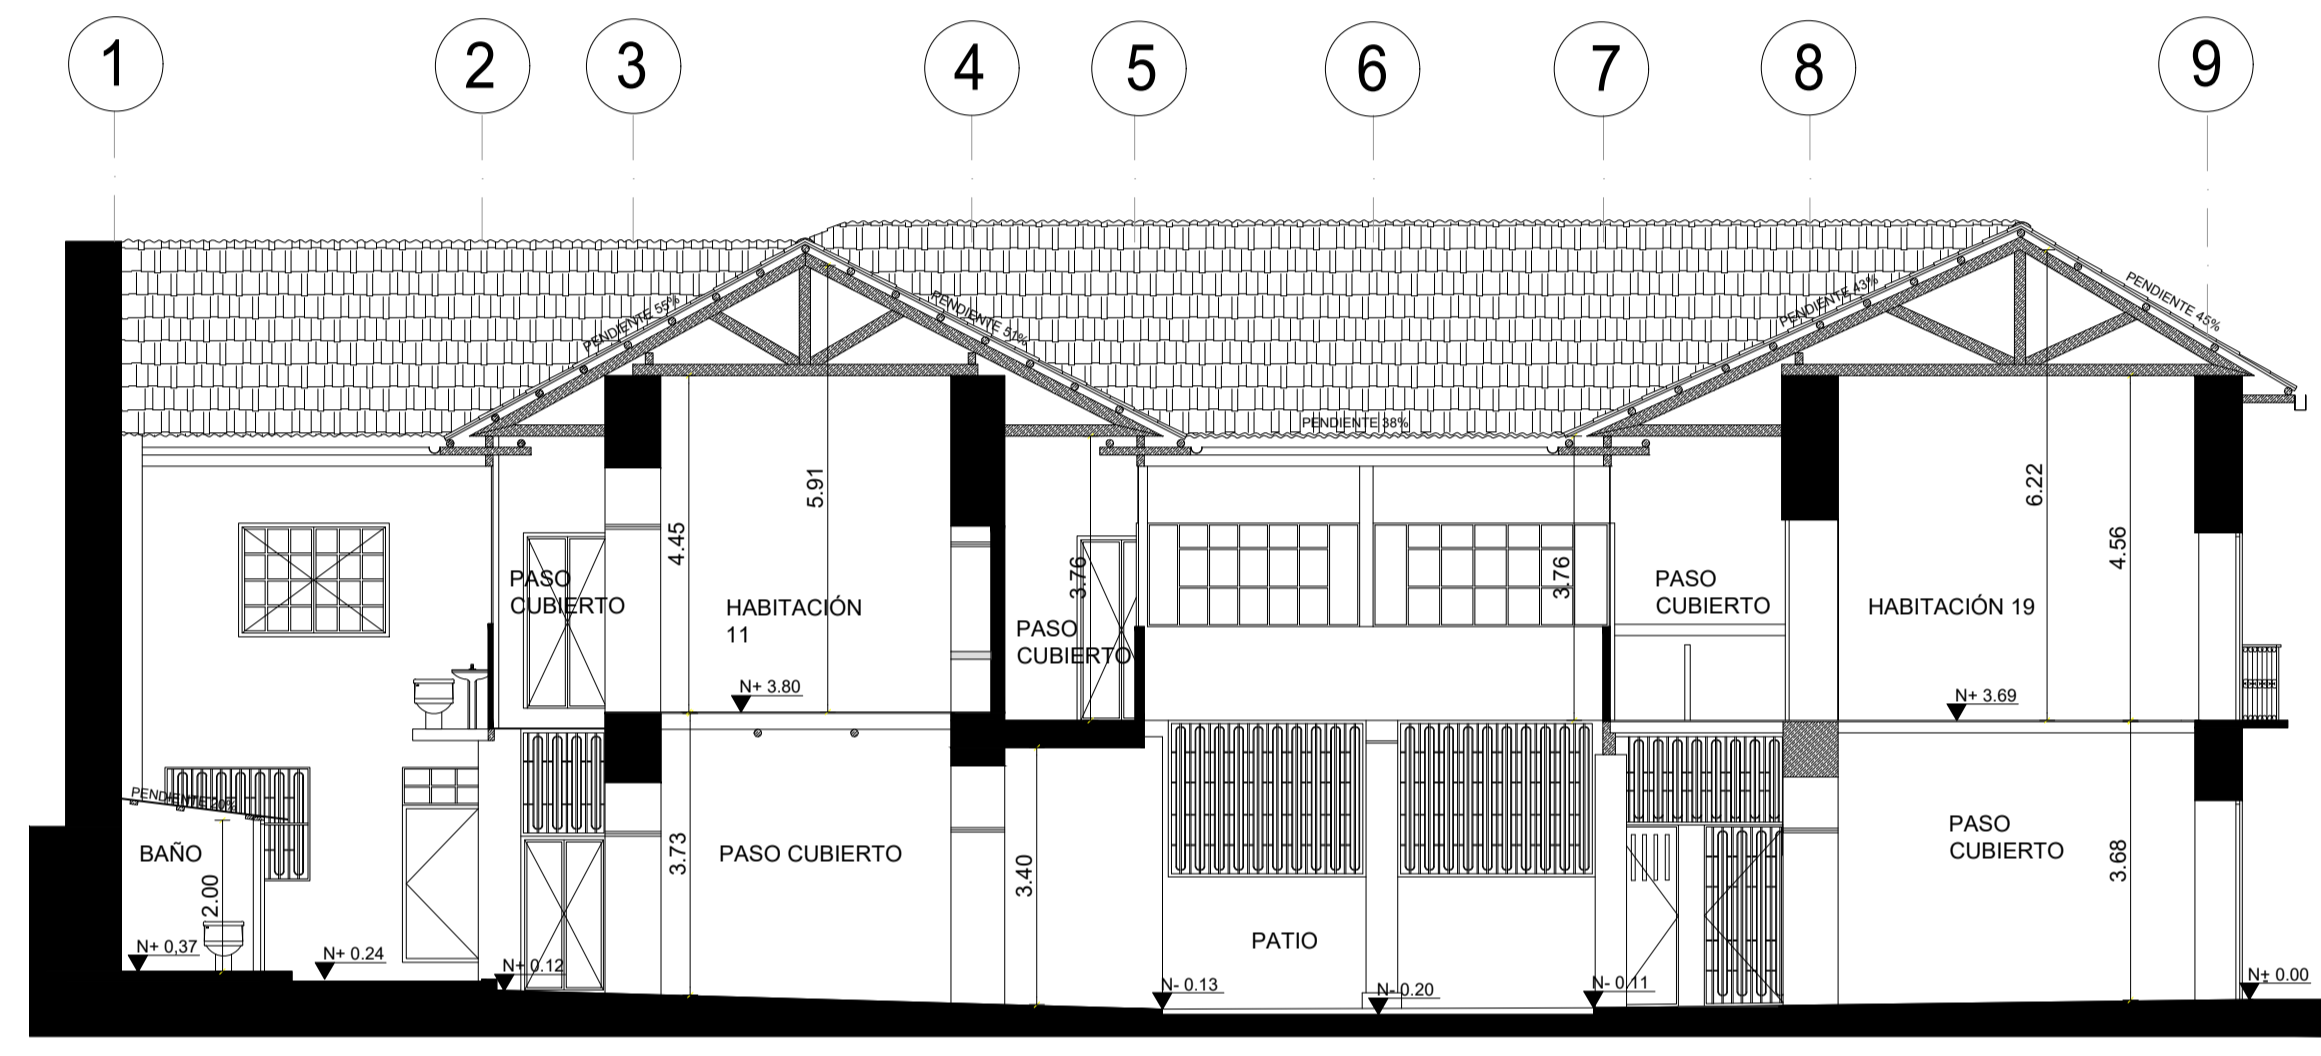 1
2
3
4
5
6
7
8
9
PENDIENTE 55%
PENDIENTE 51%
PENDIENTE 43%
PENDIENTE 45%
PENDIENTE 38%
5.91
4.45
3.76
3.76
6.22
4.56
PASO
CUBIERTO
HABITACIÓN
11
PASO
CUBIERTO
PASO
CUBIERTO
HABITACIÓN 19
N+ 3.80
N+ 3.69
PENDIENTE 20%
BAÑO
2.00
PASO CUBIERTO
3.73
3.40
PATIO
PASO
CUBIERTO
3.68
N+ 0,37
N+ 0.24
N+ 0.12
N- 0.13
N- 0.20
N- 0.11
N± 0.00